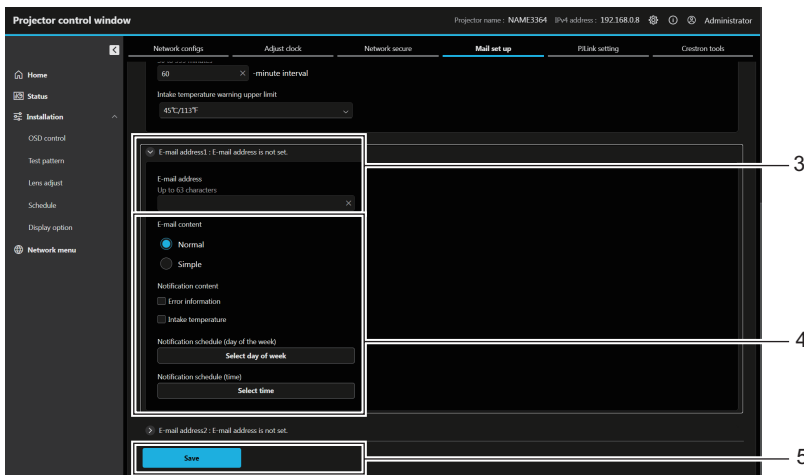 Projector control window
Projector name : NAME3364 IPv4 address : 192.168.0.8 Administrator
Network configs Adjust clock Network secure Mail set up PJLink setting Crestron tools
Home
Status
Installation
OSD control
Test pattern
Lens adjust
Schedule
Display option
Network menu
60 × -minute interval
Intake temperature warning upper limit
45℃/113℉
E-mail address1 : E-mail address is not set.
3
E-mail address
Up to 63 characters
×
E-mail content
Normal
Simple
Notification content
Error information
Intake temperature
Notification schedule (day of the week)
4
Select day of week
Notification schedule (time)
Select time
E-mail address2 : E-mail address is not set.
Save
5